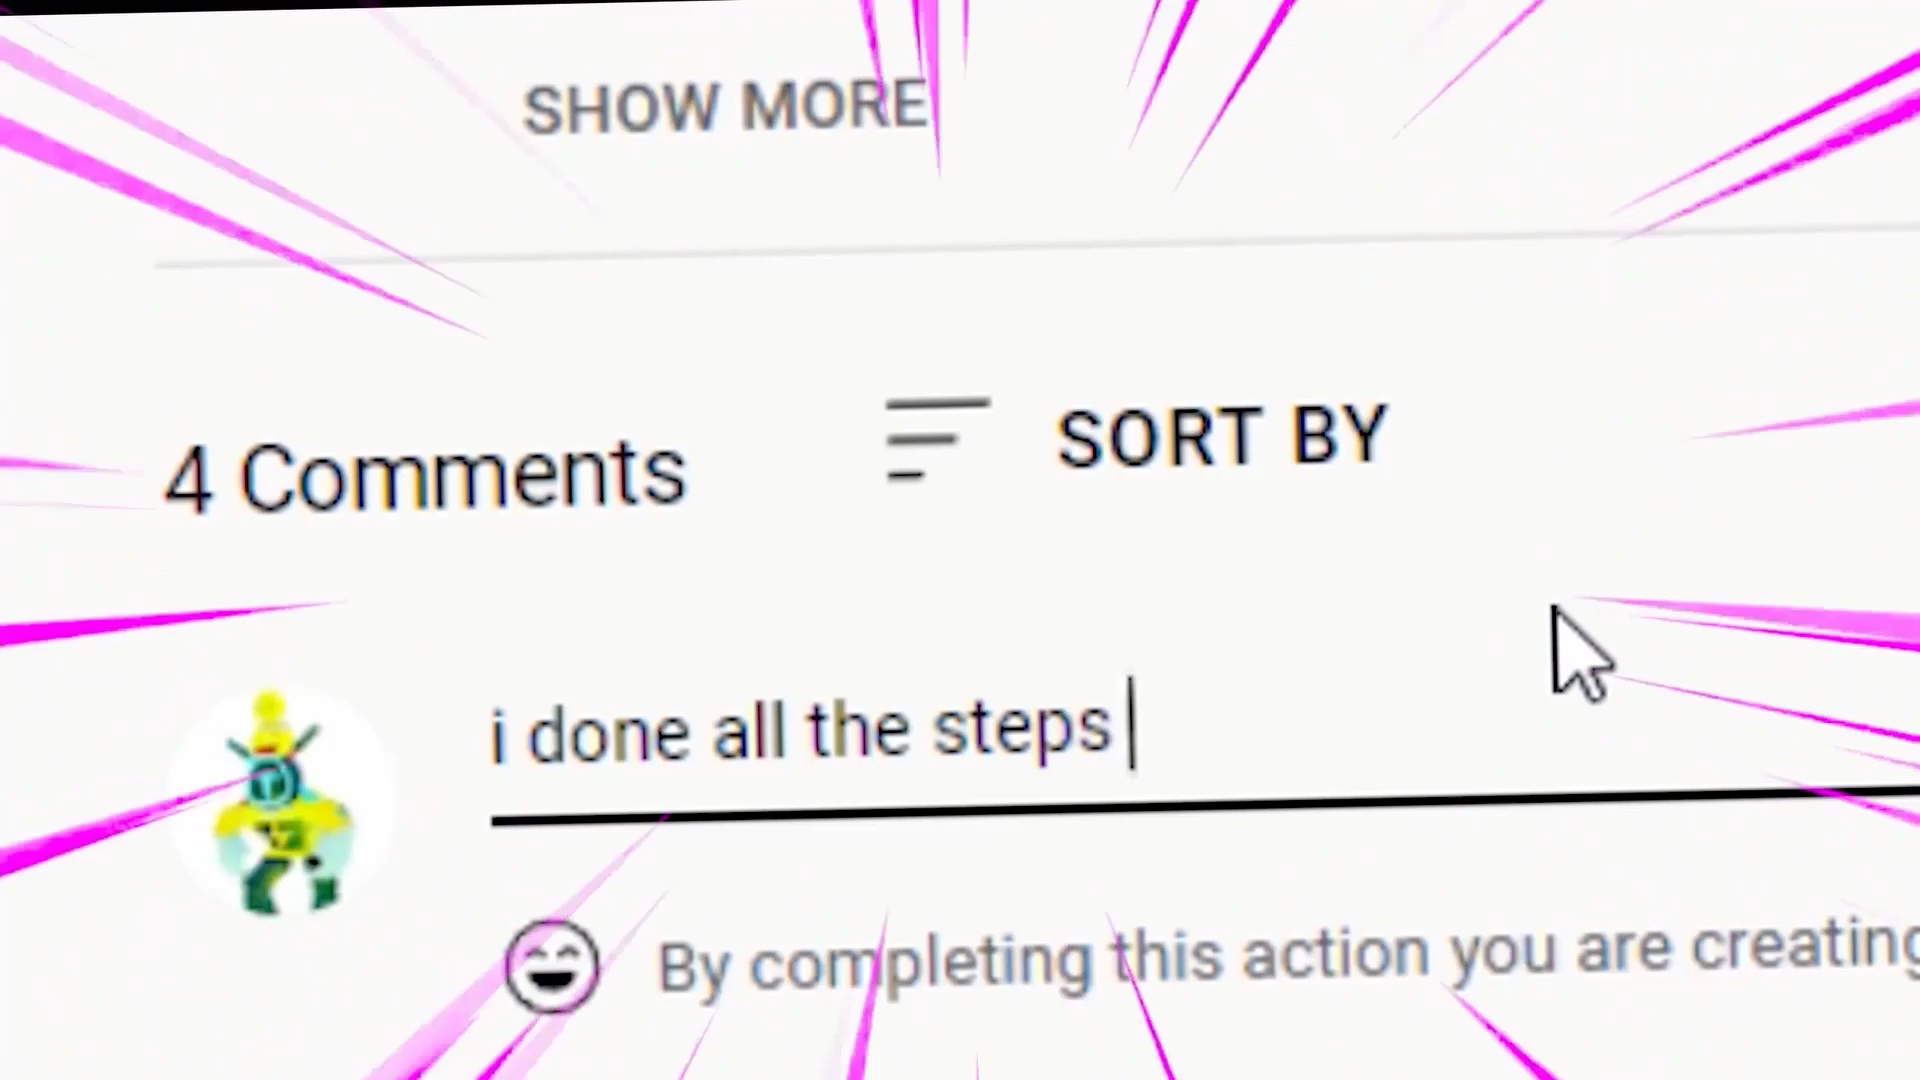 SHOW MORE
4 Comments
SORT BY
i done all the steps
By completing this action you are creating